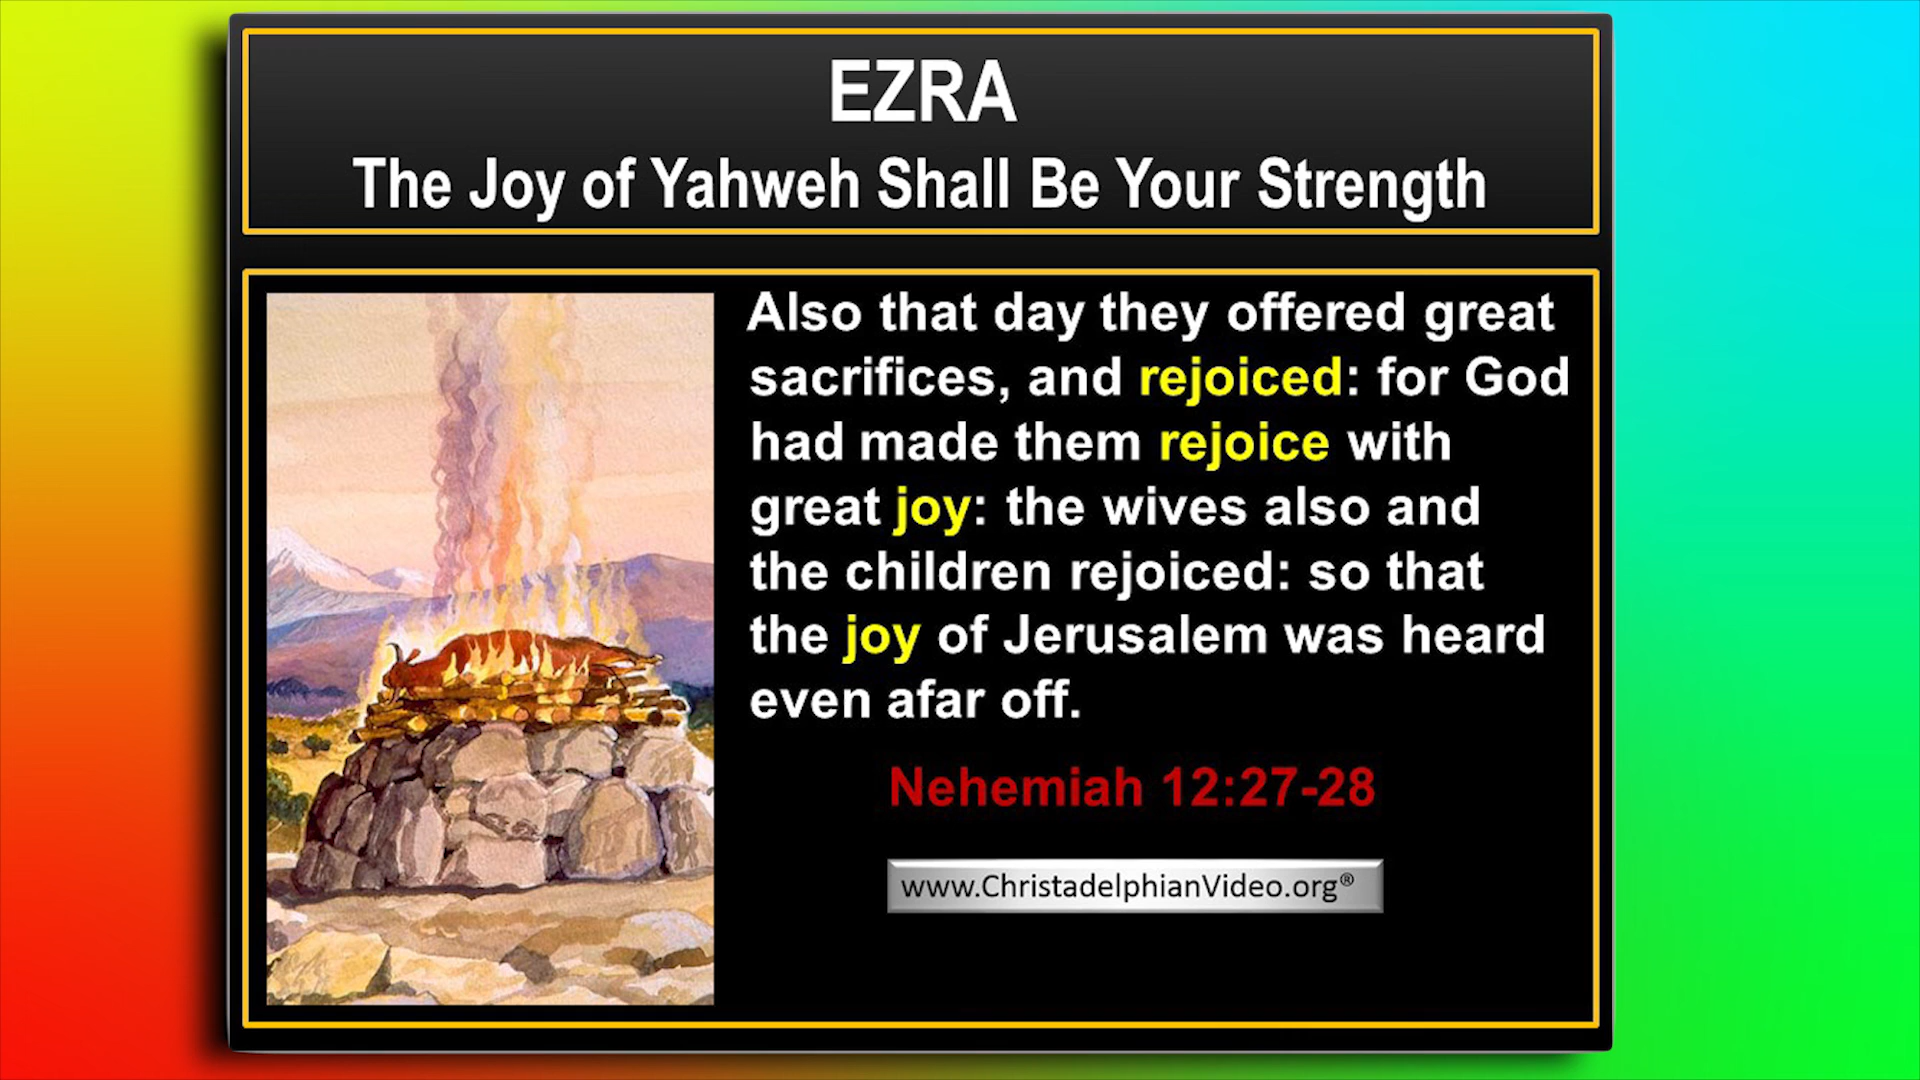 EZRA
The Joy of Yahweh Shall Be Your Strength
Also that day they offered great
sacrifices, and rejoiced: for God
had made them rejoice with
great joy: the wives also and
the children rejoiced: so that
the joy of Jerusalem was heard
even afar off.
Nehemiah 12:27-28
www.ChristadelphianVideo.org®